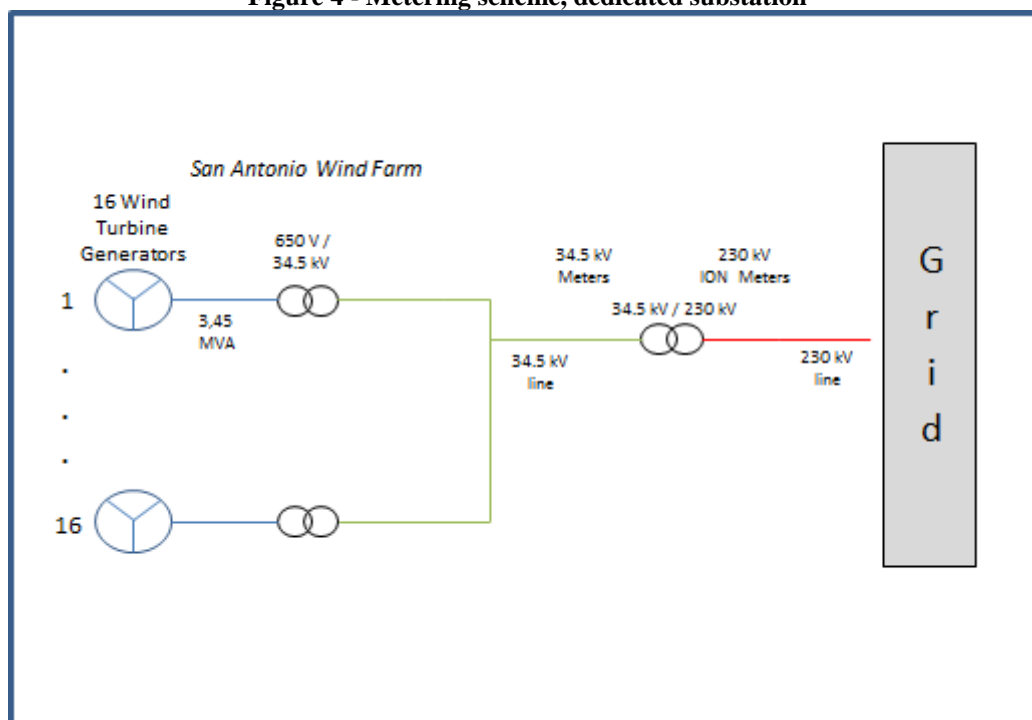 Figure 4 - Metering scheme, dedicated substation
San Antonio Wind Farm
16 Wind
Turbine
Generators
650 V /
34.5 kV
34.5 kV
Meters
230 kV
ION Meters
34.5 kV / 230 kV
1
3,45
MVA
34.5 kV
line
230 kV
line
.
.
.
16
G
r
i
d